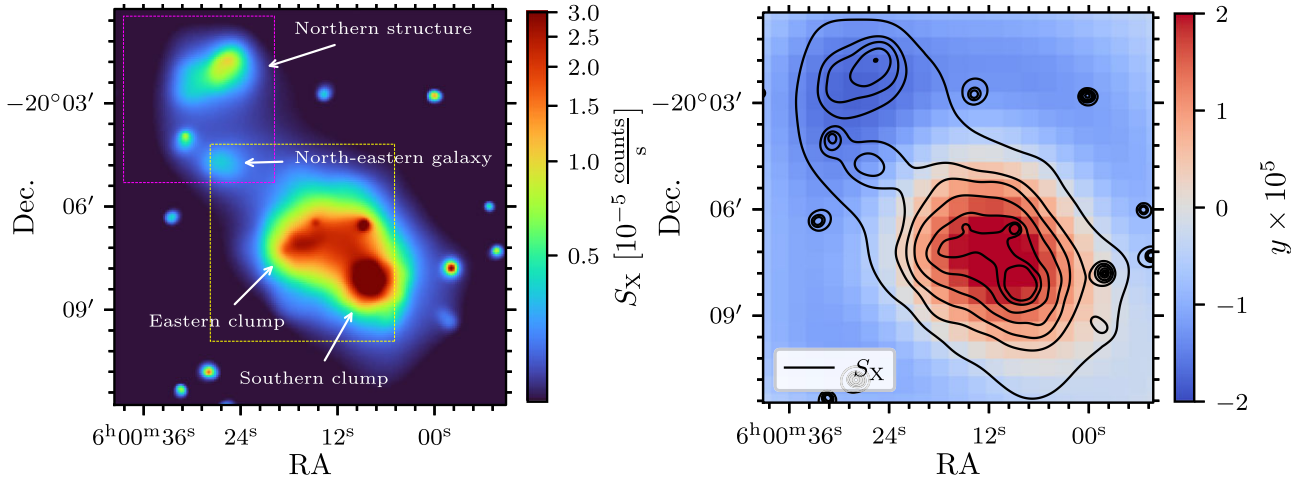 Northern structure
North-eastern galaxy
Eastern clump
Southern clump
−20°03′
06′
09′
Dec.
6ʰ00ᵐ36ˢ
24ˢ
12ˢ
00ˢ
RA
3.0
2.5
2.0
1.5
1.0
0.5
S_X [10⁻⁵ counts/s]
−20°03′
06′
09′
Dec.
S_X
6ʰ00ᵐ36ˢ
24ˢ
12ˢ
00ˢ
RA
2
1
0
−1
−2
y × 10⁵